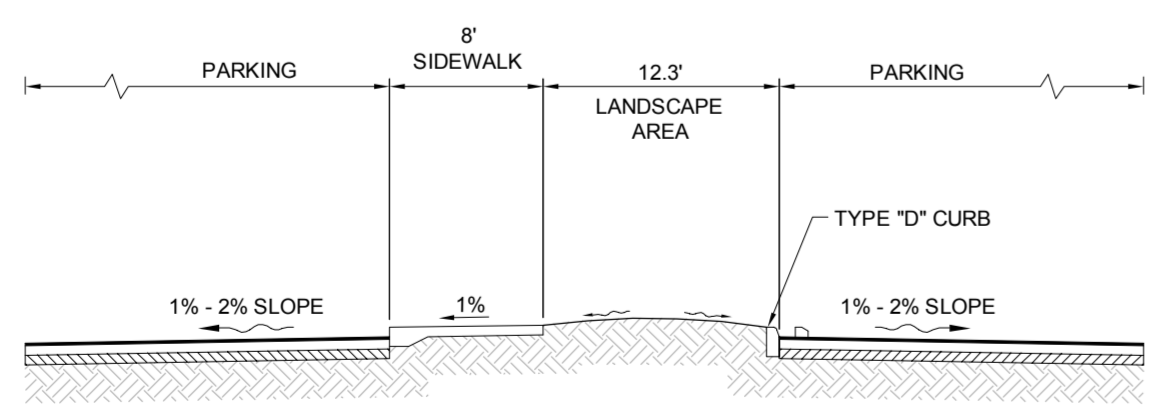 8'
SIDEWALK
PARKING
12.3'
LANDSCAPE
AREA
PARKING
TYPE "D" CURB
1% - 2% SLOPE
1%
1% - 2% SLOPE